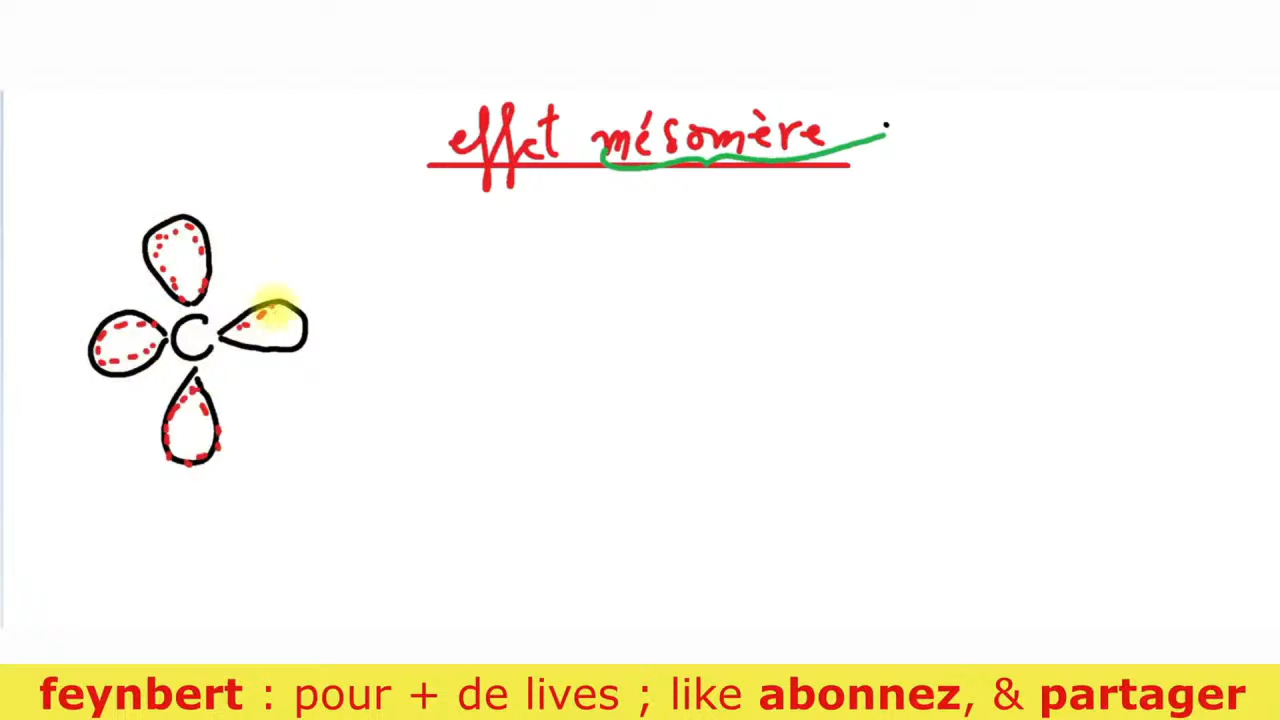 effet mésomère
C
feynbert : pour + de lives ; like abonnez, & partager